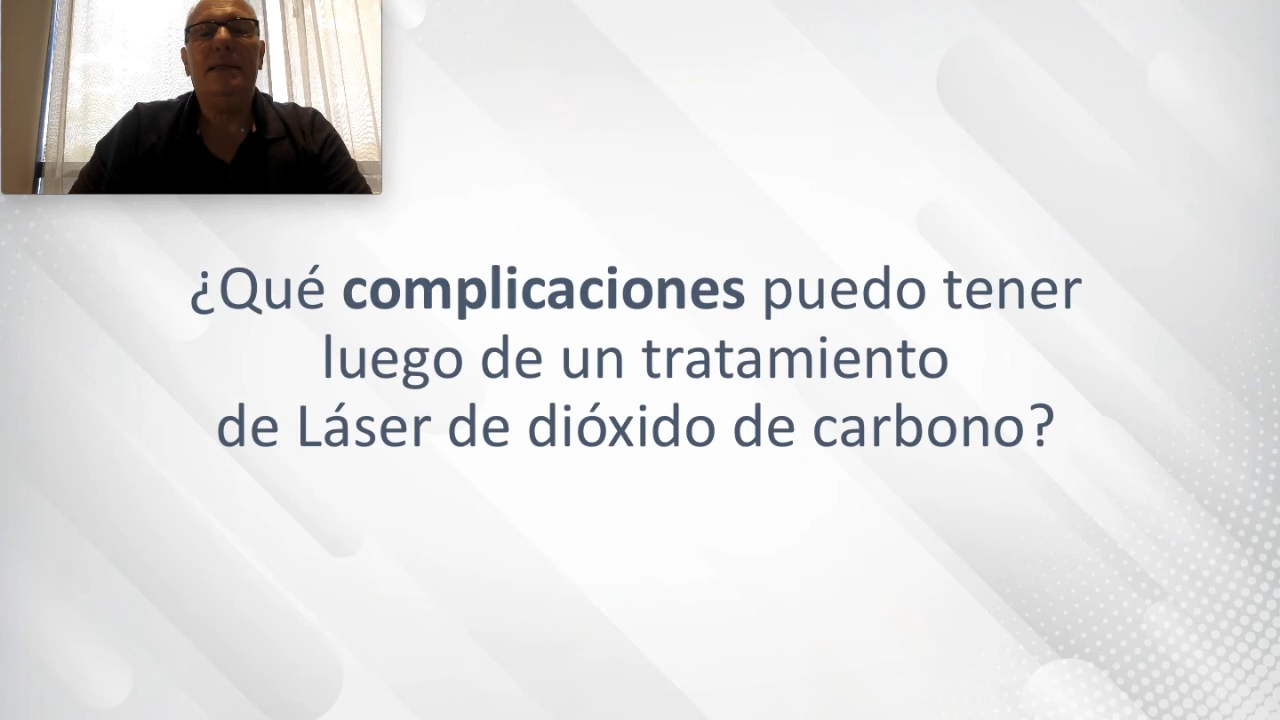 ¿Qué complicaciones puedo tener
luego de un tratamiento
de Láser de dióxido de carbono?